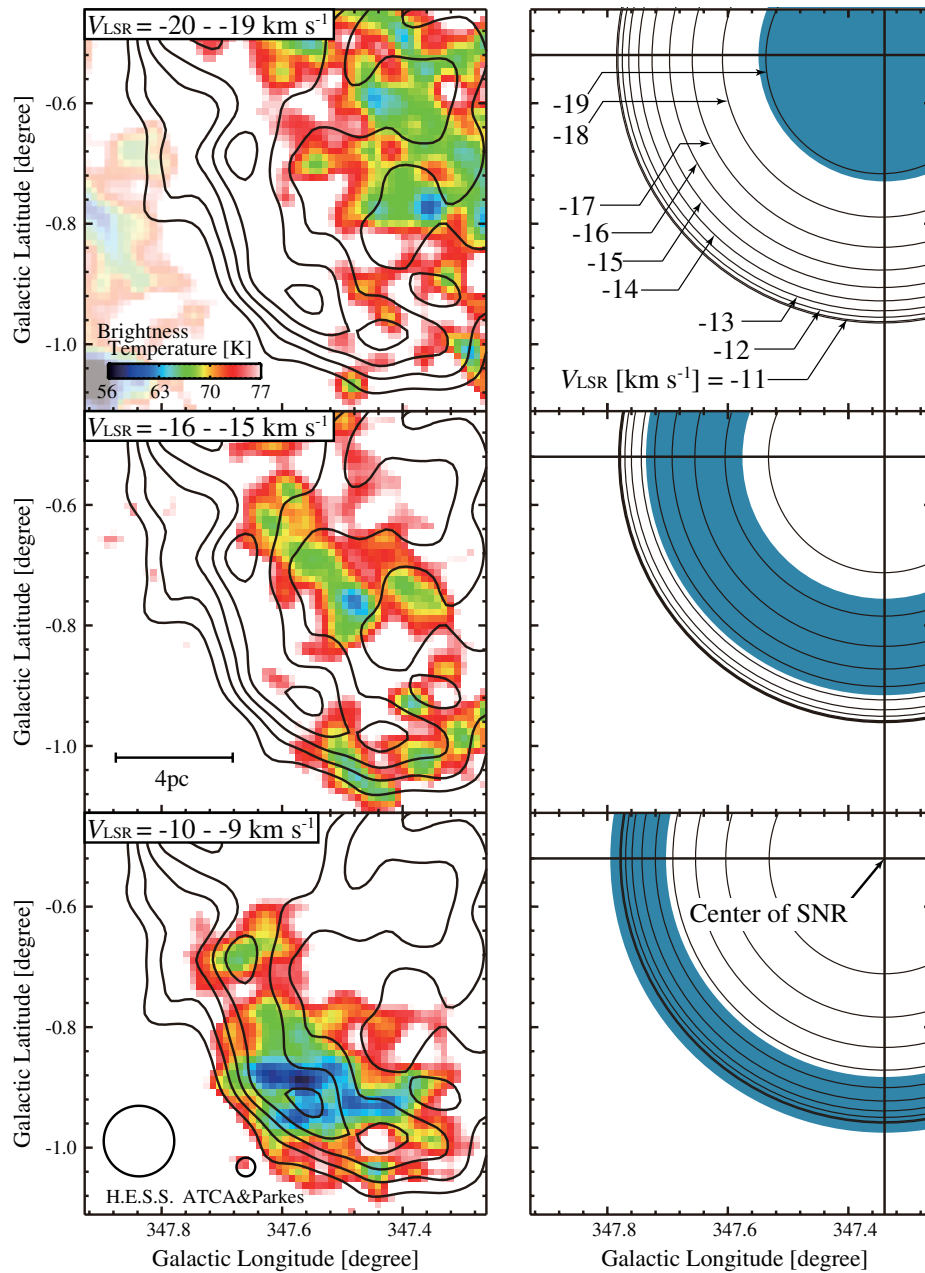 VLSR = -20 - -19 km s-1
Galactic Latitude [degree]
-0.6
-0.8
-1.0
Brightness
Temperature [K]
56 63 70 77
-19
-18
-17
-16
-15
-14
-13
-12
VLSR [km s-1] = -11
VLSR = -16 - -15 km s-1
Galactic Latitude [degree]
-0.6
-0.8
-1.0
4pc
VLSR = -10 - -9 km s-1
Galactic Latitude [degree]
-0.6
-0.8
-1.0
H.E.S.S. ATCA&Parkes
Center of SNR
347.8 347.6 347.4
Galactic Longitude [degree]
347.8 347.6 347.4
Galactic Longitude [degree]